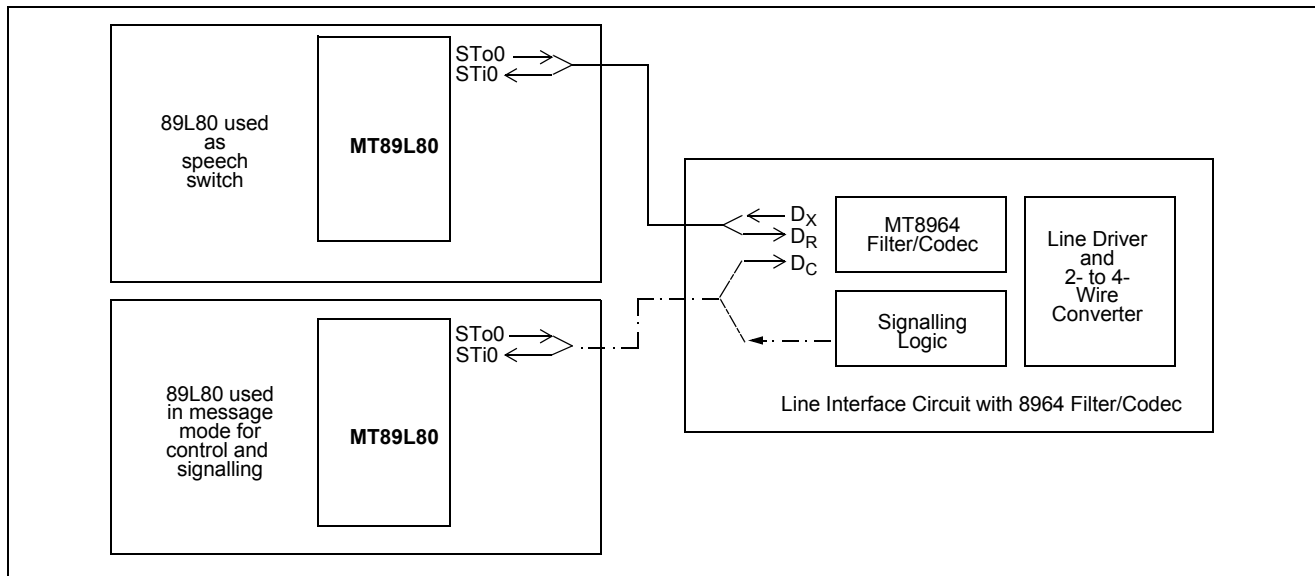 89L80 used
as
speech
switch
MT89L80
STo0
STi0
89L80 used
in message
mode for
control and
signalling
MT89L80
STo0
STi0
DX
DR
DC
MT8964
Filter/Codec
Signalling
Logic
Line Driver
and
2- to 4-
Wire
Converter
Line Interface Circuit with 8964 Filter/Codec